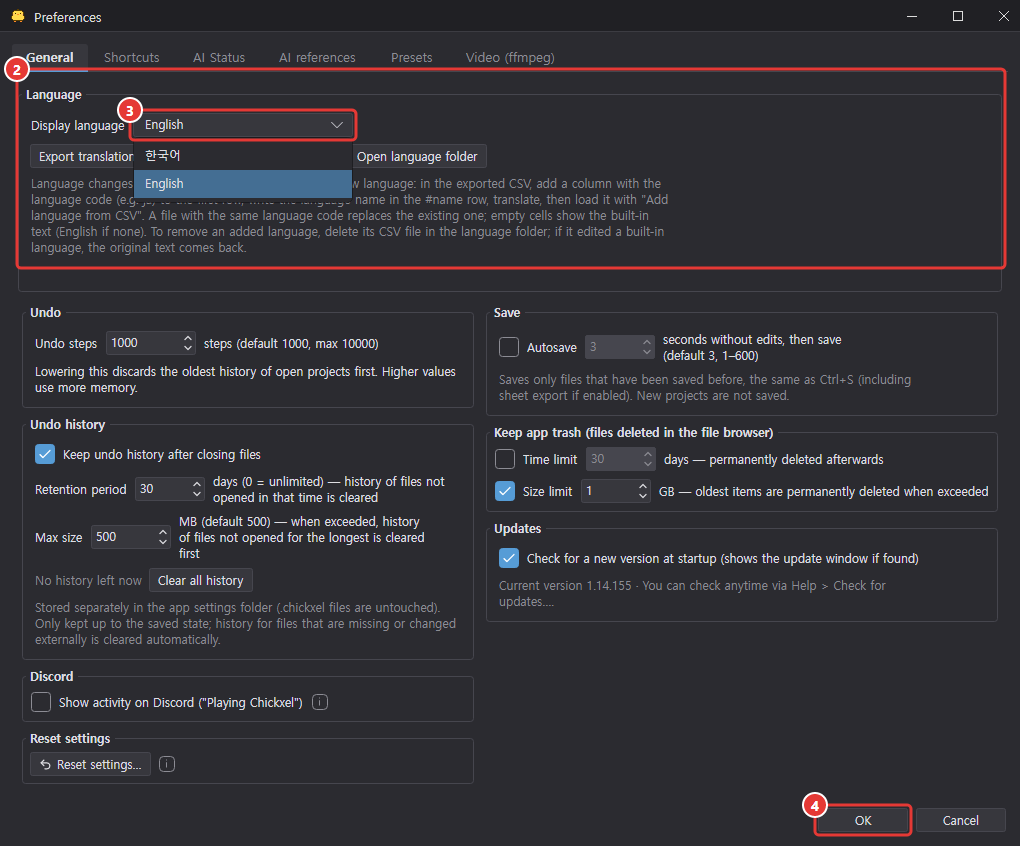 Preferences
General Shortcuts AI Status AI references Presets Video (ffmpeg)
2
Language
3
Display language English
한국어
English
Export translation Open language folder
Language changes w language: in the exported CSV, add a column with the
language code (e.g. language name in the #name row, translate, then load it with "Add
language from CSV". A file with the same language code replaces the existing one; empty cells show the built-in
text (English if none). To remove an added language, delete its CSV file in the language folder; if it edited a built-in
language, the original text comes back.
Undo
Undo steps 1000 steps (default 1000, max 10000)
Lowering this discards the oldest history of open projects first. Higher values
use more memory.
Undo history
Keep undo history after closing files
Retention period 30 days (0 = unlimited) — history of files not
opened in that time is cleared
Max size 500 MB (default 500) — when exceeded, history
of files not opened for the longest is cleared
first
No history left now Clear all history
Stored separately in the app settings folder (.chickxel files are untouched).
Only kept up to the saved state; history for files that are missing or changed
externally is cleared automatically.
Discord
Show activity on Discord ("Playing Chickxel") i
Reset settings
Reset settings... i
Save
Autosave 3 seconds without edits, then save
(default 3, 1–600)
Saves only files that have been saved before, the same as Ctrl+S (including
sheet export if enabled). New projects are not saved.
Keep app trash (files deleted in the file browser)
Time limit 30 days — permanently deleted afterwards
Size limit 1 GB — oldest items are permanently deleted when exceeded
Updates
Check for a new version at startup (shows the update window if found)
Current version 1.14.155 · You can check anytime via Help > Check for
updates....
4
OK Cancel